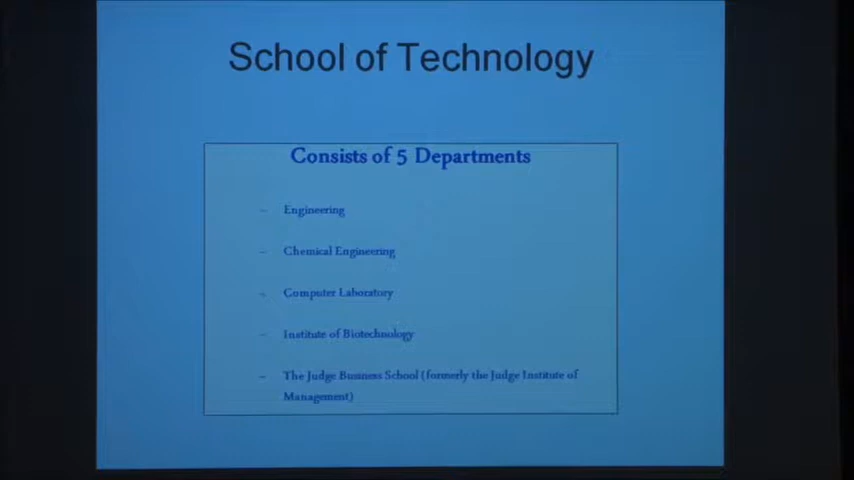 School of Technology
Consists of 5 Departments
– Engineering
– Chemical Engineering
– Computer Laboratory
– Institute of Biotechnology
– The Judge Business School (formerly the Judge Institute of
Management)